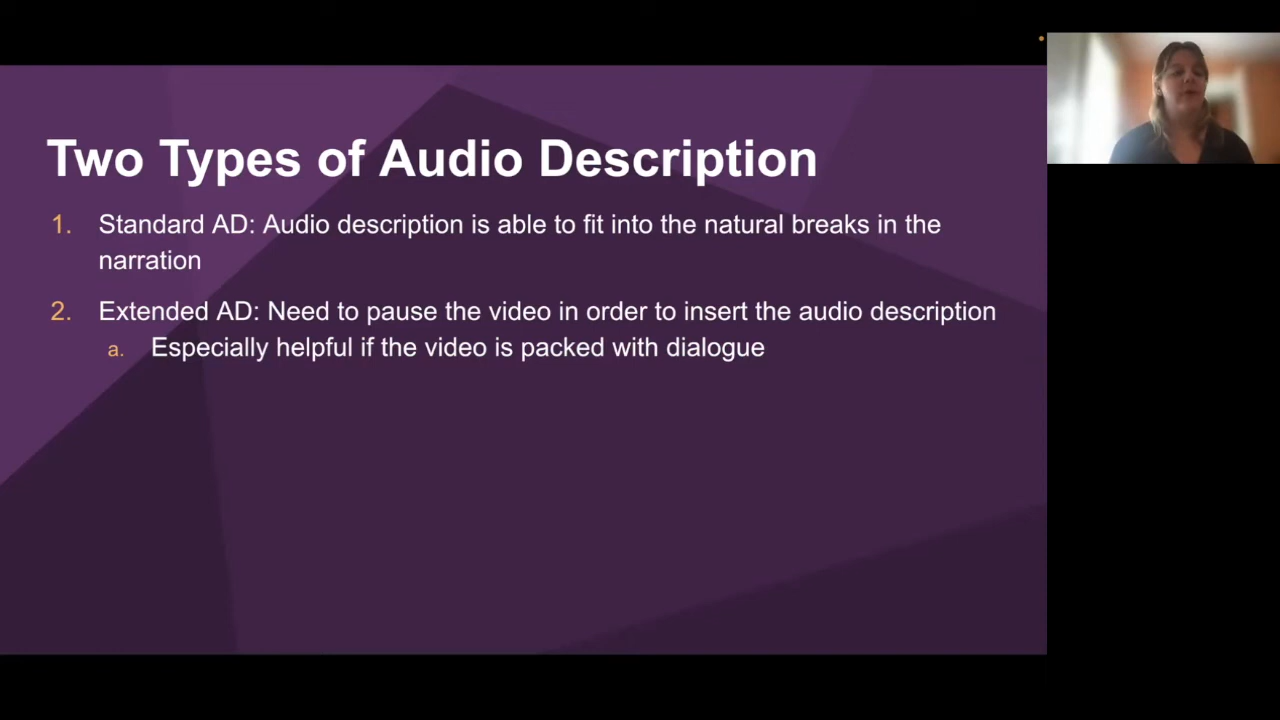 Two Types of Audio Description
1. Standard AD: Audio description is able to fit into the natural breaks in the
narration
2. Extended AD: Need to pause the video in order to insert the audio description
a. Especially helpful if the video is packed with dialogue